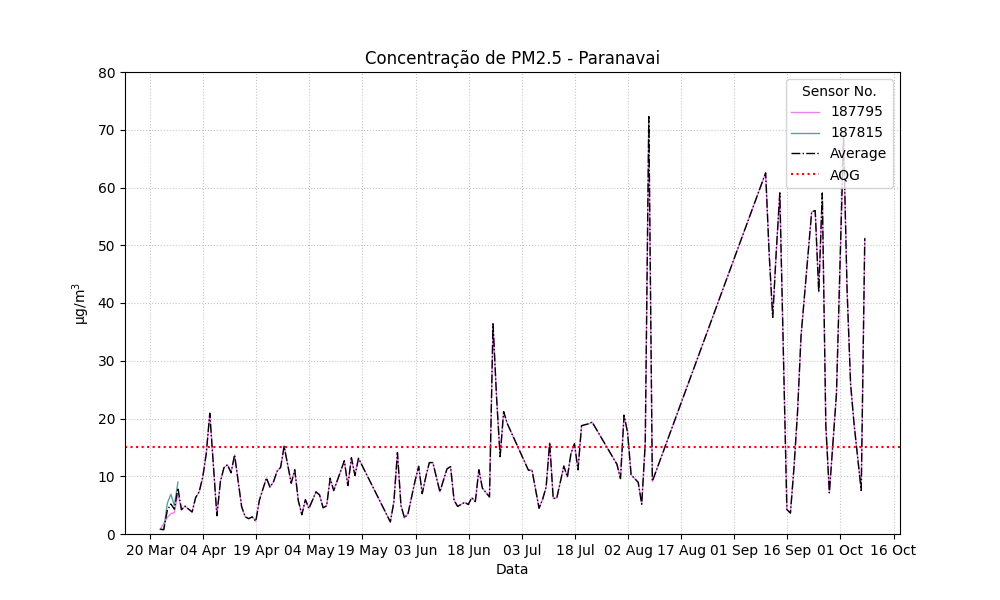 Concentração de PM2.5 - Paranavai
80
70
60
50
40
30
20
10
0
µg/m³
Sensor No.
187795
187815
Average
AQG
20 Mar 04 Apr 19 Apr 04 May 19 May 03 Jun 18 Jun 03 Jul 18 Jul 02 Aug 17 Aug 01 Sep 16 Sep 01 Oct 16 Oct
Data